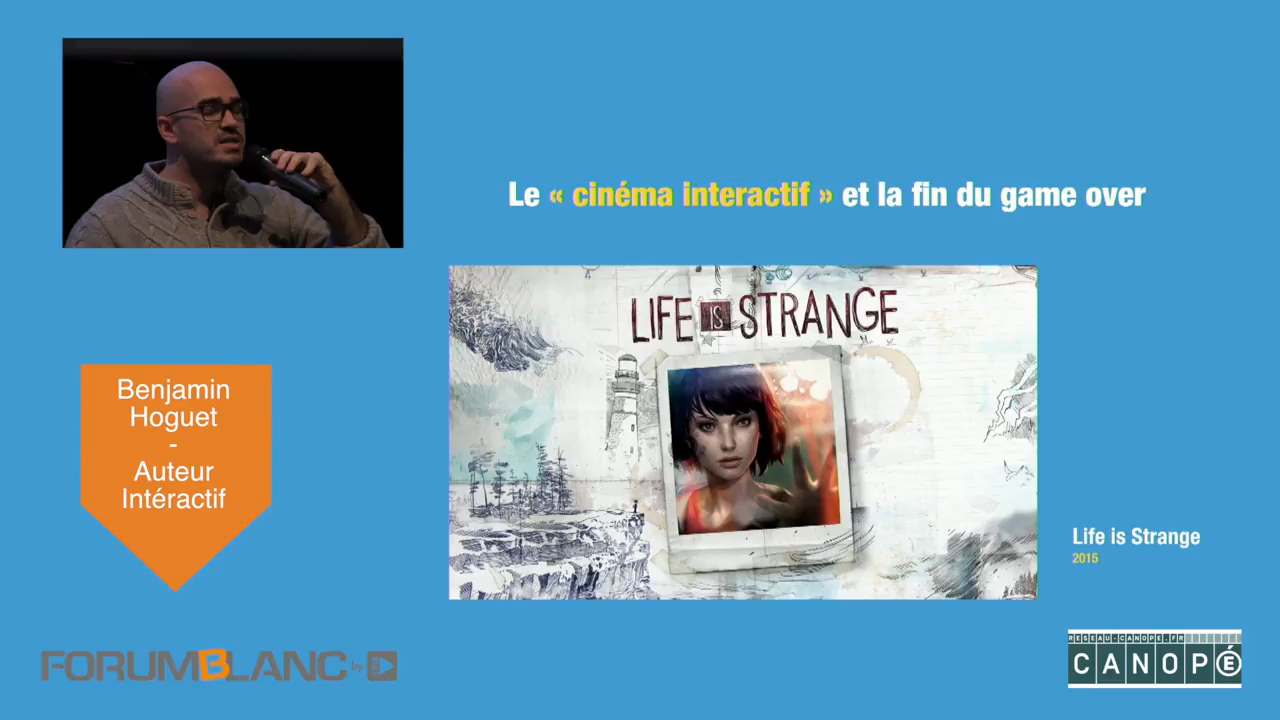 Le « cinéma interactif » et la fin du game over
LIFE IS STRANGE
Benjamin
Hoguet
-
Auteur
Intéractif
Life is Strange
2015
FORUMBLANC by
RESEAU-CANOPE.FR
CANOPÉ